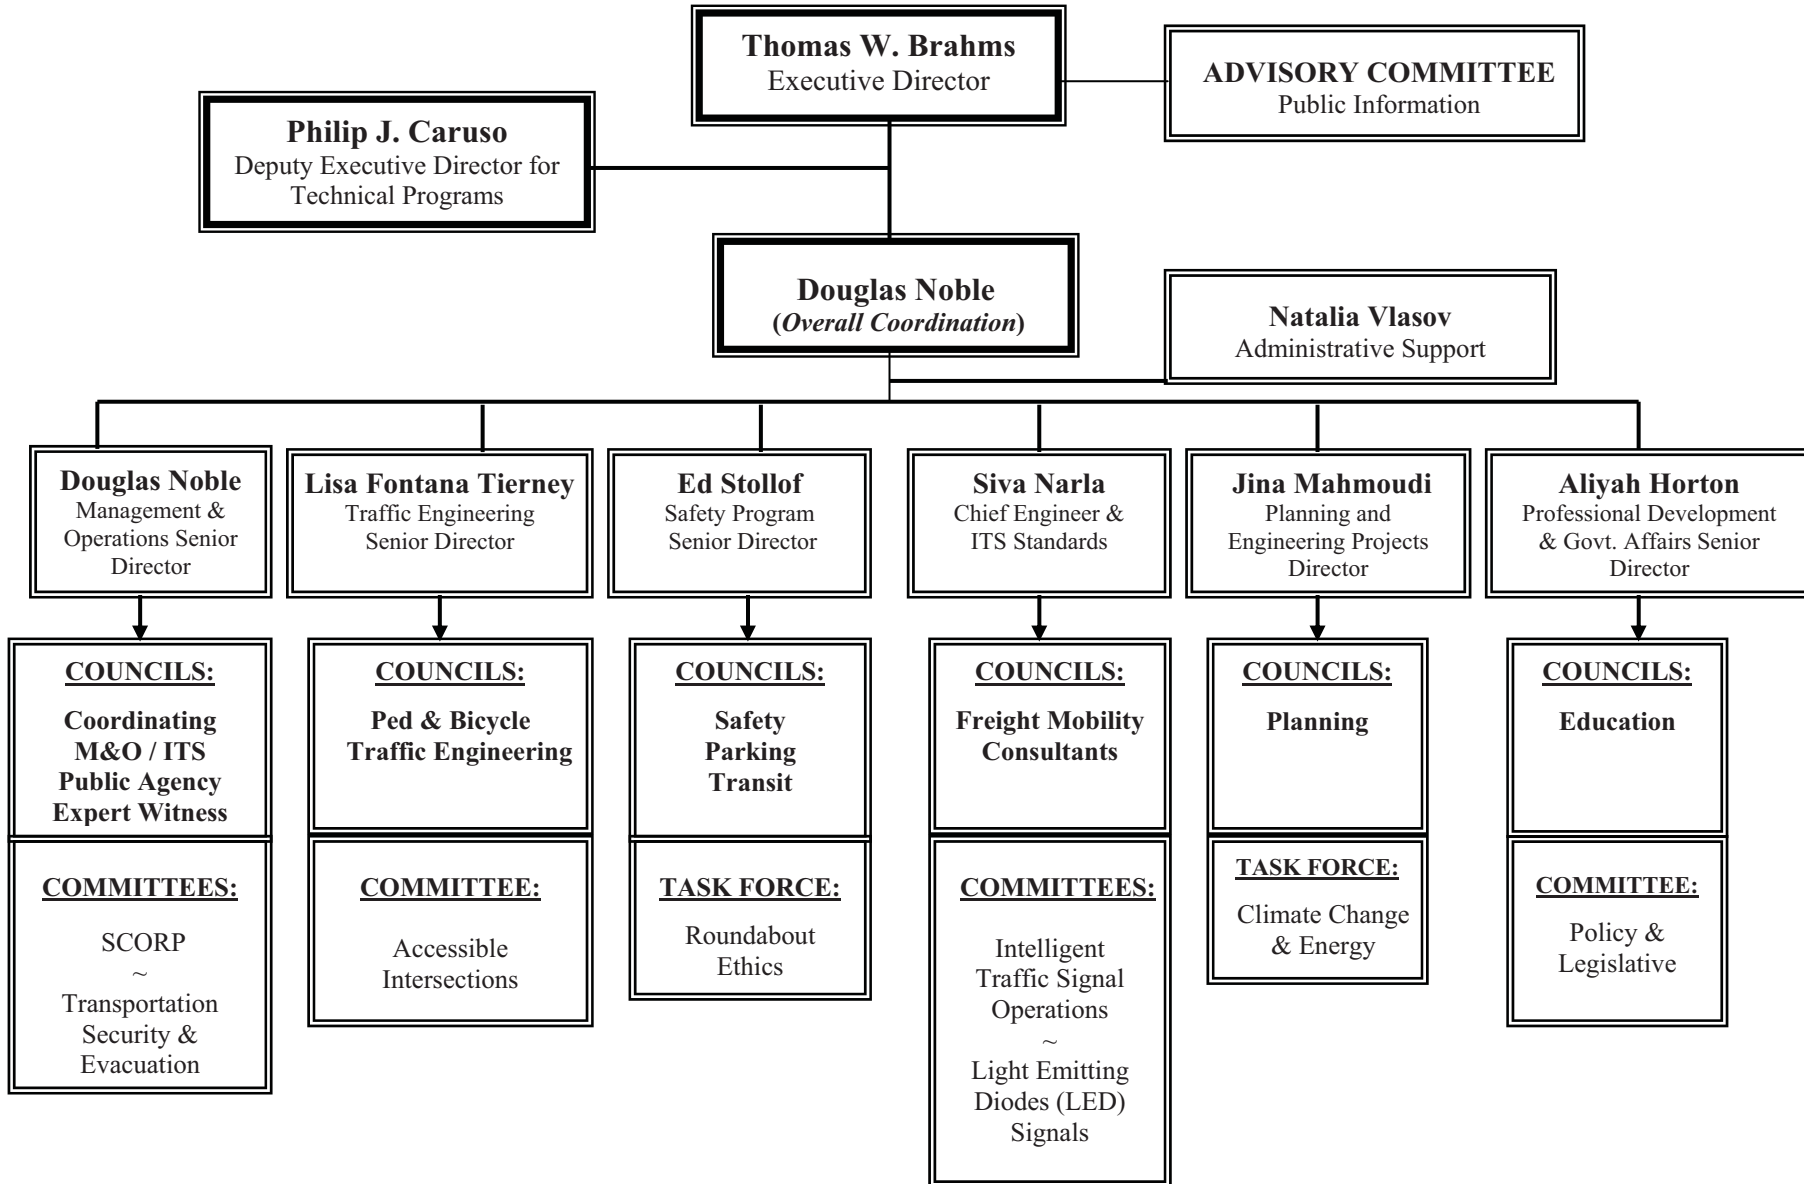 Thomas W. Brahms
Executive Director
ADVISORY COMMITTEE
Public Information
Philip J. Caruso
Deputy Executive Director for
Technical Programs
Douglas Noble
(Overall Coordination)
Natalia Vlasov
Administrative Support
Douglas Noble
Management &
Operations Senior
Director
Lisa Fontana Tierney
Traffic Engineering
Senior Director
Ed Stollof
Safety Program
Senior Director
Siva Narla
Chief Engineer &
ITS Standards
Jina Mahmoudi
Planning and
Engineering Projects
Director
Aliyah Horton
Professional Development
& Govt. Affairs Senior
Director
COUNCILS:
Coordinating
M&O / ITS
Public Agency
Expert Witness
COUNCILS:
Ped & Bicycle
Traffic Engineering
COUNCILS:
Safety
Parking
Transit
COUNCILS:
Freight Mobility
Consultants
COUNCILS:
Planning
COUNCILS:
Education
COMMITTEES:
SCORP
~
Transportation
Security &
Evacuation
COMMITTEE:
Accessible
Intersections
TASK FORCE:
Roundabout
Ethics
COMMITTEES:
Intelligent
Traffic Signal
Operations
~
Light Emitting
Diodes (LED)
Signals
TASK FORCE:
Climate Change
& Energy
COMMITTEE:
Policy &
Legislative